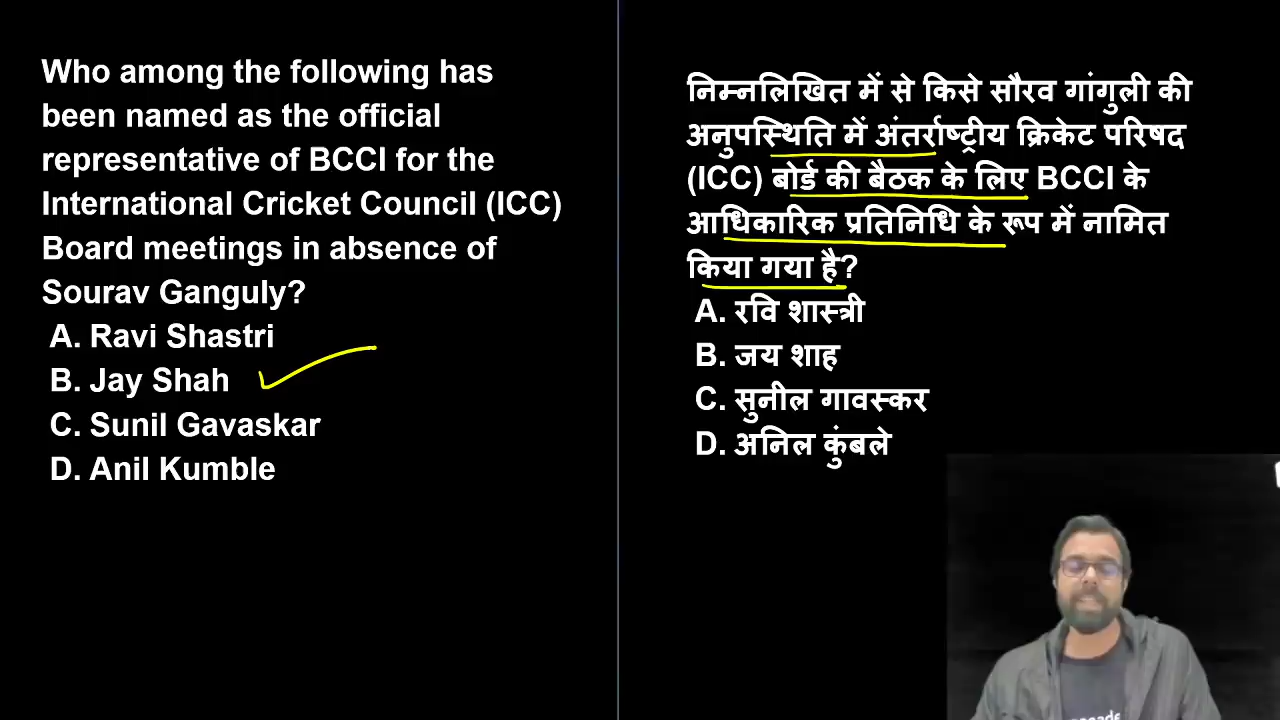 Who among the following has
been named as the official
representative of BCCI for the
International Cricket Council (ICC)
Board meetings in absence of
Sourav Ganguly?
A. Ravi Shastri
B. Jay Shah
C. Sunil Gavaskar
D. Anil Kumble
निम्नलिखित में से किसे सौरव गांगुली की
अनुपस्थिति में अंतर्राष्ट्रीय क्रिकेट परिषद
(ICC) बोर्ड की बैठक के लिए BCCI के
आधिकारिक प्रतिनिधि के रूप में नामित
किया गया है?
A. रवि शास्त्री
B. जय शाह
C. सुनील गावस्कर
D. अनिल कुंबले